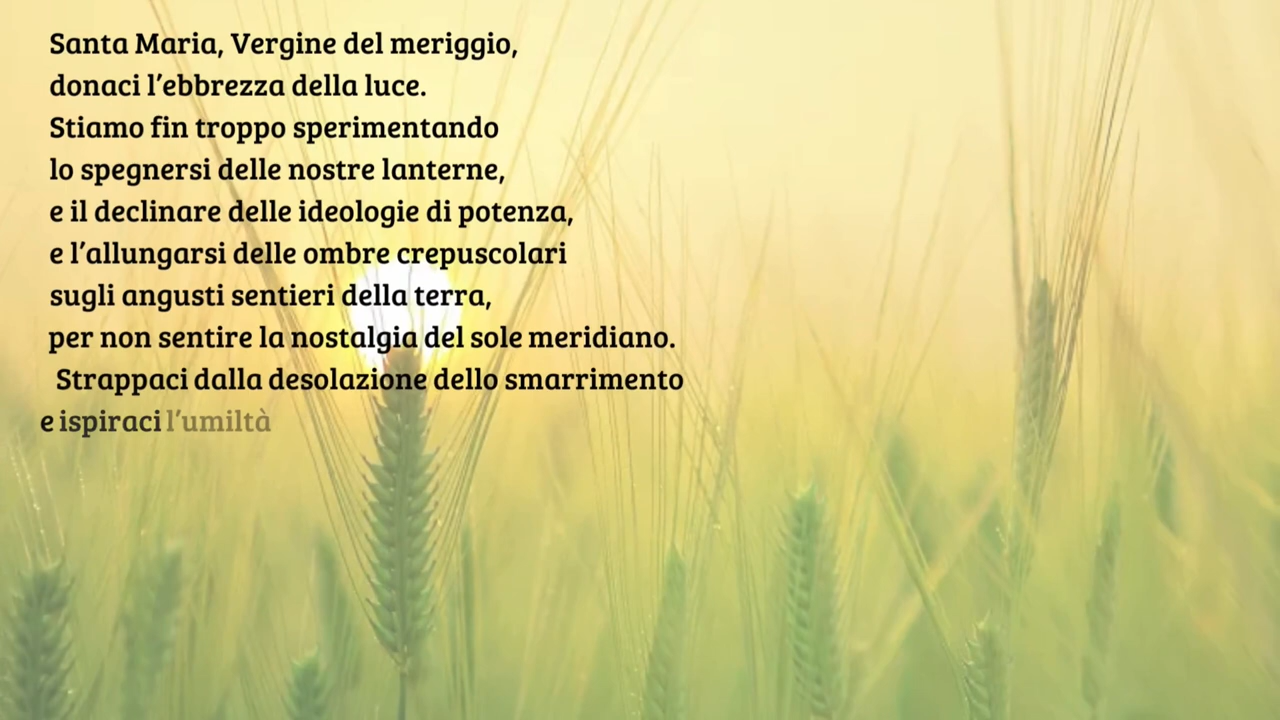 Santa Maria, Vergine del meriggio,
donaci l’ebbrezza della luce.
Stiamo fin troppo sperimentando
lo spegnersi delle nostre lanterne,
e il declinare delle ideologie di potenza,
e l’allungarsi delle ombre crepuscolari
sugli angusti sentieri della terra,
per non sentire la nostalgia del sole meridiano.
Strappaci dalla desolazione dello smarrimento
e ispiraci l’umiltà